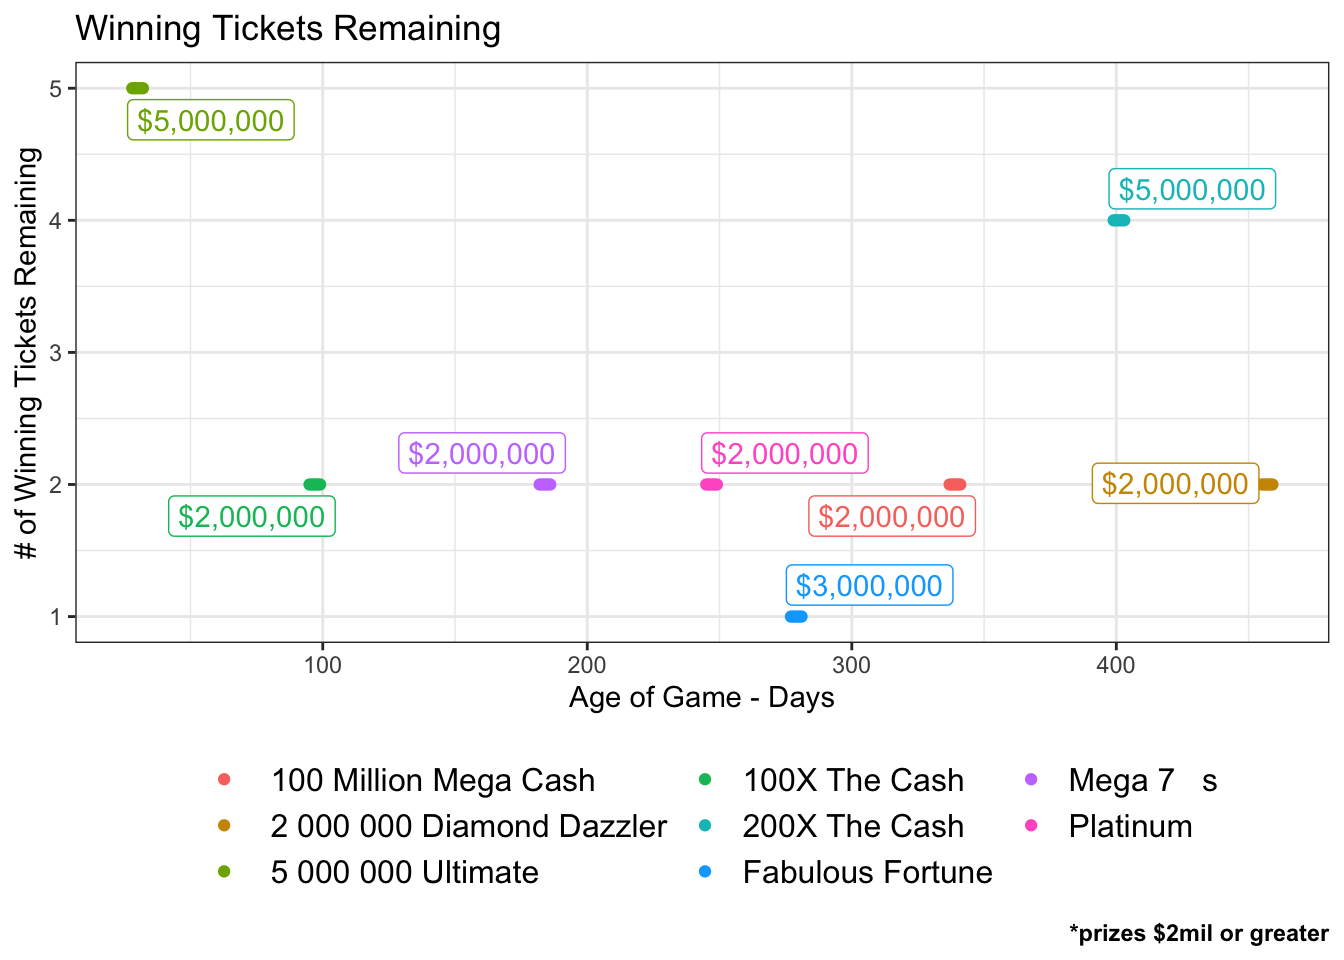 Winning Tickets Remaining
# of Winning Tickets Remaining
5
$5,000,000
$5,000,000
4
3
$2,000,000
$2,000,000
2
$2,000,000
$2,000,000
$2,000,000
$3,000,000
1
100 200 300 400
Age of Game - Days
100 Million Mega Cash
2 000 000 Diamond Dazzler
5 000 000 Ultimate
100X The Cash
200X The Cash
Fabulous Fortune
Mega 7 s
Platinum
*prizes $2mil or greater